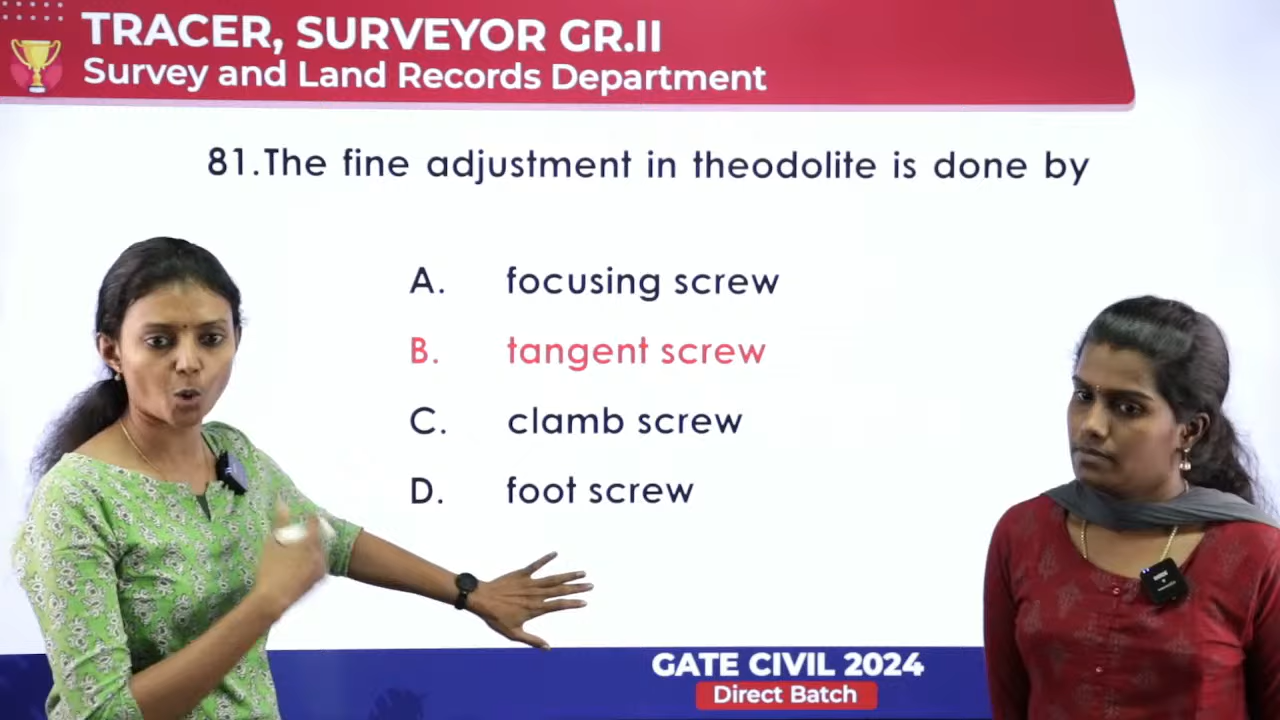 TRACER, SURVEYOR GR.II
Survey and Land Records Department
81.The fine adjustment in theodolite is done by
A. focusing screw
B. tangent screw
C. clamb screw
D. foot screw
GATE CIVIL 2024
Direct Batch